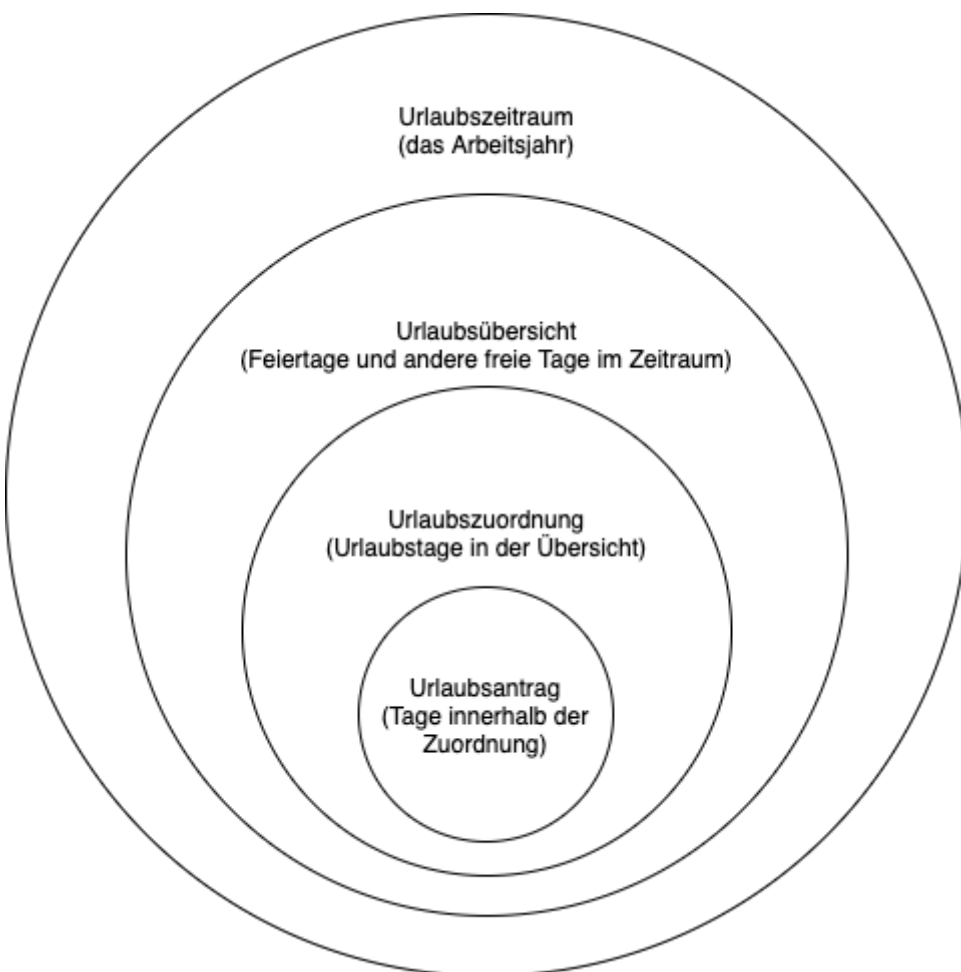 Urlaubszeitraum
(das Arbeitsjahr)
Urlaubsübersicht
(Feiertage und andere freie Tage im Zeitraum)
Urlaubszuordnung
(Urlaubstage in der Übersicht)
Urlaubsantrag
(Tage innerhalb der
Zuordnung)